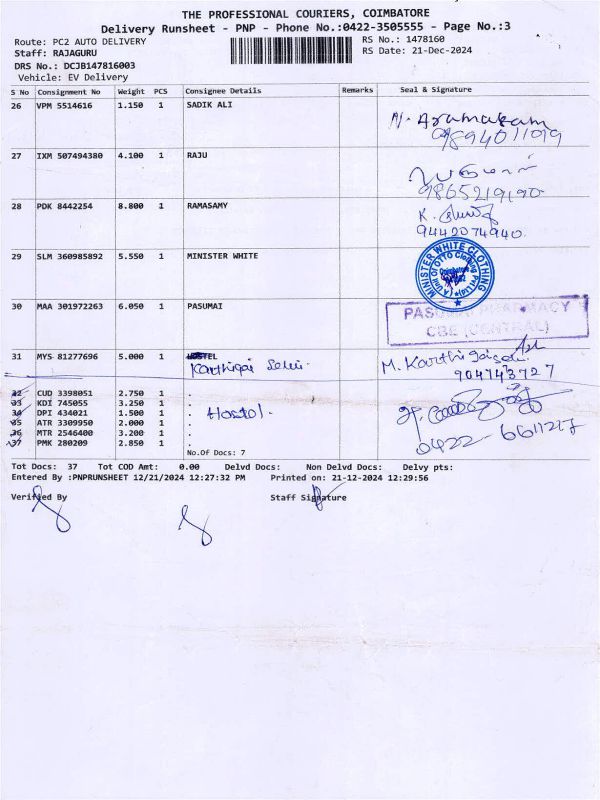 THE PROFESSIONAL COURIERS, COIMBATORE
Delivery Runsheet - PNP - Phone No.:0422-3505555 - Page No.:3
Route: PC2 AUTO DELIVERY
RS No.: 1478160
Staff: RAJAGURU
RS Date: 21-Dec-2024
DRS No.: DCJB147816003
Vehicle: EV Delivery
S No Consignment No Weight PCS Consignee Details Remarks Seal & Signature
26 VPM 5514616 1.150 1 SADIK ALI
9894011019
27 IXM 507494380 4.100 1 RAJU
9865219190
28 PDK 8442254 8.800 1 RAMASAMY
9442074940
29 SLM 360985892 5.550 1 MINISTER WHITE
MINISTER WHITE CLOTHING
30 MAA 301972263 6.050 1 PASUMAI
PASUMAI PHARMACY
CBE (CENTRAL)
31 MYS 81277696 5.000 1 HOSTEL
Karthigai Selvi.
904743727
32 CUD 3398051 2.750 1 .
33 KDI 745055 3.250 1 .
34 DPI 434021 1.500 1 . Hostol.
35 ATR 3309950 2.000 1 .
36 MTR 2546400 3.200 1 .
37 PMK 280209 2.850 1 .
0422- 6611217
No.Of Docs: 7
Tot Docs: 37 Tot COD Amt: 0.00 Delvd Docs: Non Delvd Docs: Delvy pts:
Entered By :PNPRUNSHEET 12/21/2024 12:27:32 PM Printed on: 21-12-2024 12:29:56
Verified By Staff Signature